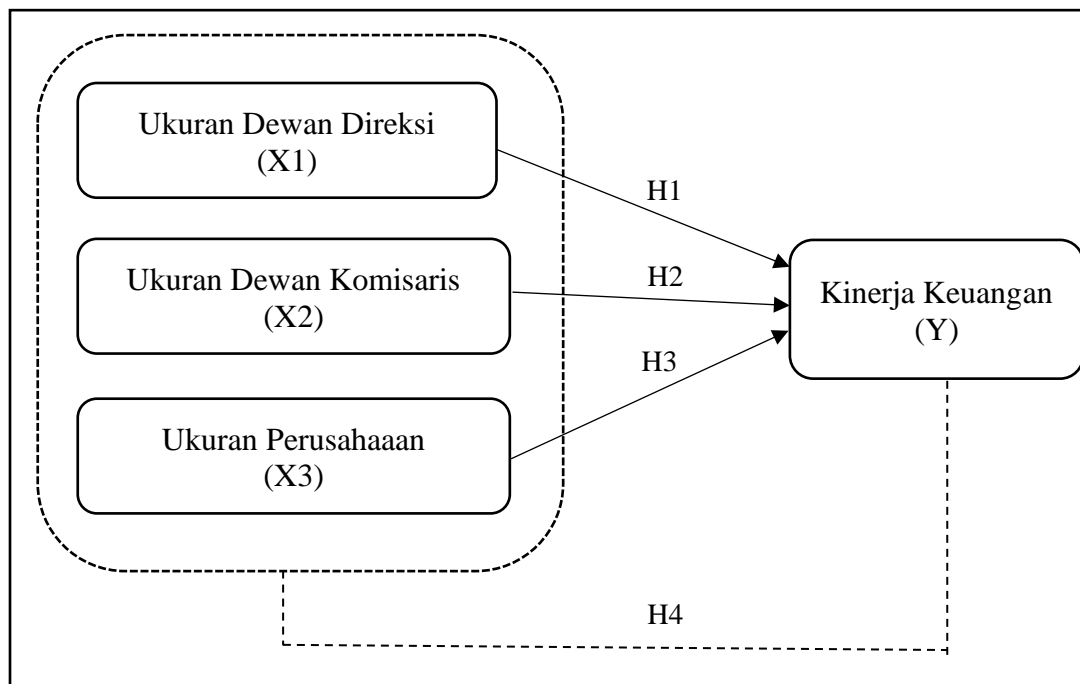 Ukuran Dewan Direksi
(X1)
H1
Ukuran Dewan Komisaris
(X2)
H2
Kinerja Keuangan
(Y)
H3
Ukuran Perusahaaan
(X3)
H4